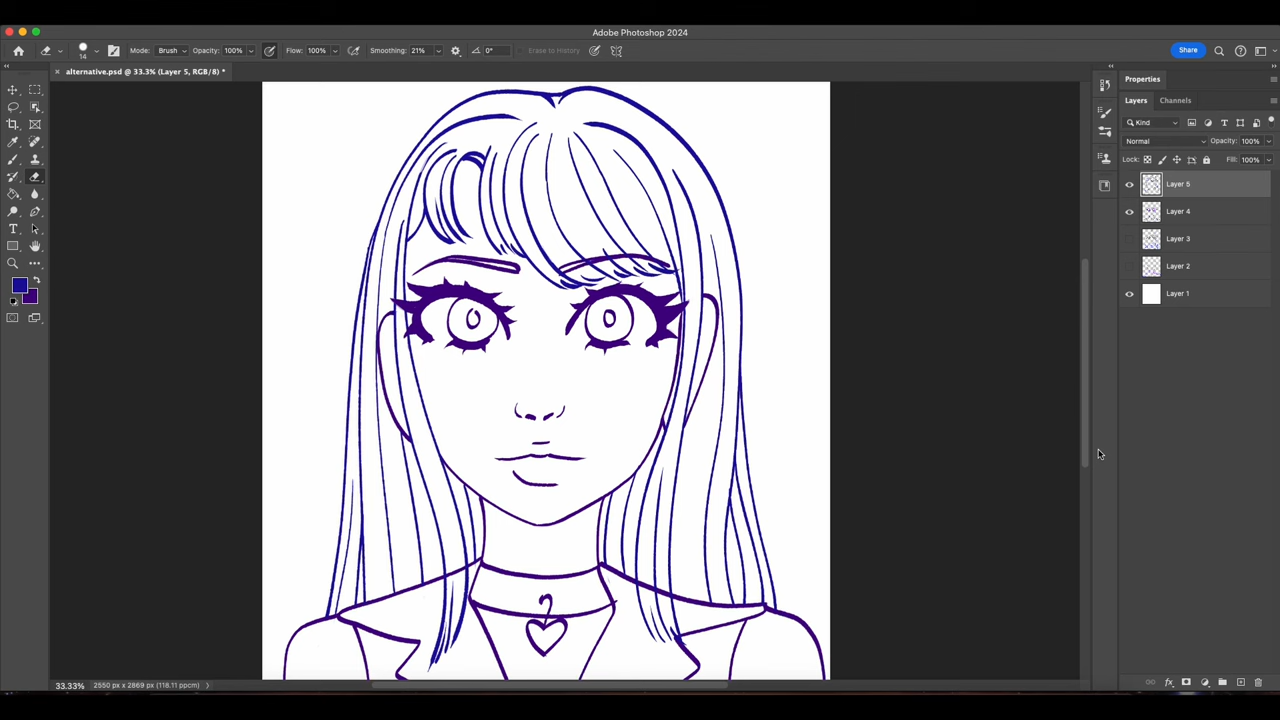 Adobe Photoshop 2024
14
Mode: Brush
Opacity: 100%
Flow: 100%
Smoothing: 21%
0°
Erase to History
Share
alternative.psd @ 33.3% (Layer 5, RGB/8) *
Properties
Layers
Channels
Kind
Normal
Opacity: 100%
Lock:
Fill: 100%
Layer 5
Layer 4
Layer 3
Layer 2
Layer 1
33.33%
2550 px x 2869 px (118.11 ppcm)